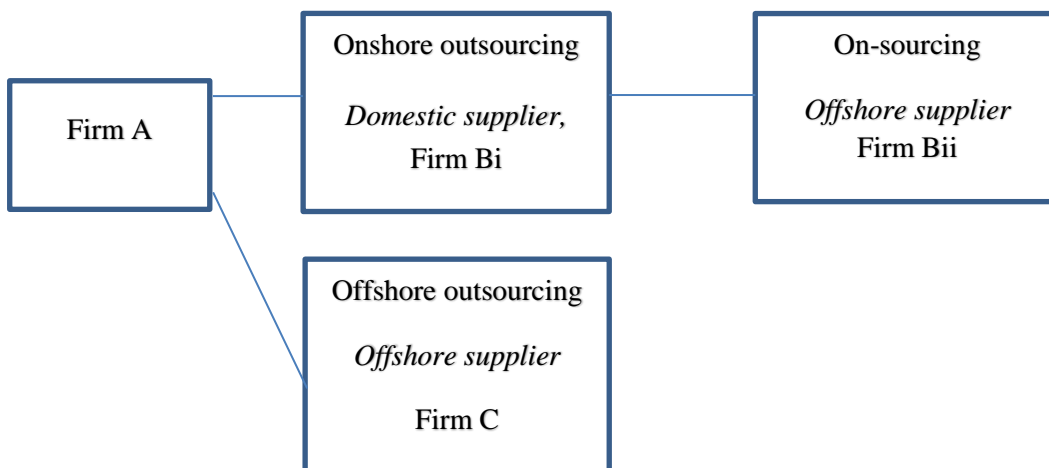 Firm A
Onshore outsourcing
Domestic supplier,
Firm Bi
On-sourcing
Offshore supplier
Firm Bii
Offshore outsourcing
Offshore supplier
Firm C